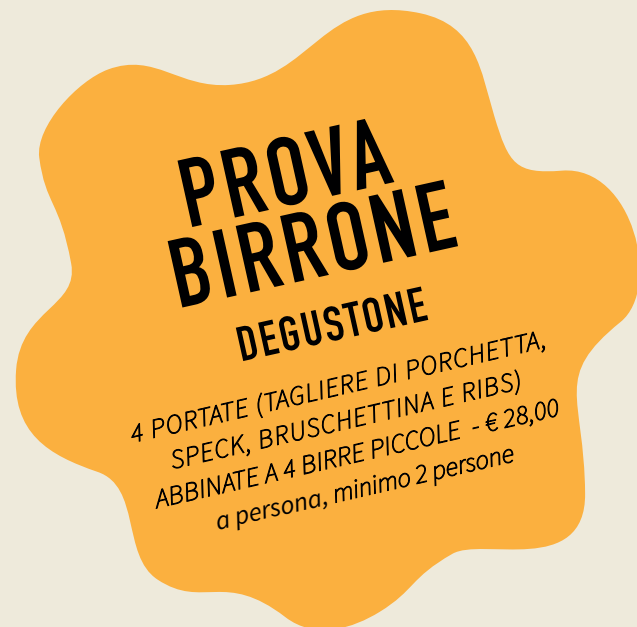 PROVA
BIRRONE
DEGUSTONE
4 PORTATE (TAGLIERE DI PORCHETTA,
SPECK, BRUSCHETTINA E RIBS)
ABBINATE A 4 BIRRE PICCOLE - € 28,00
a persona, minimo 2 persone